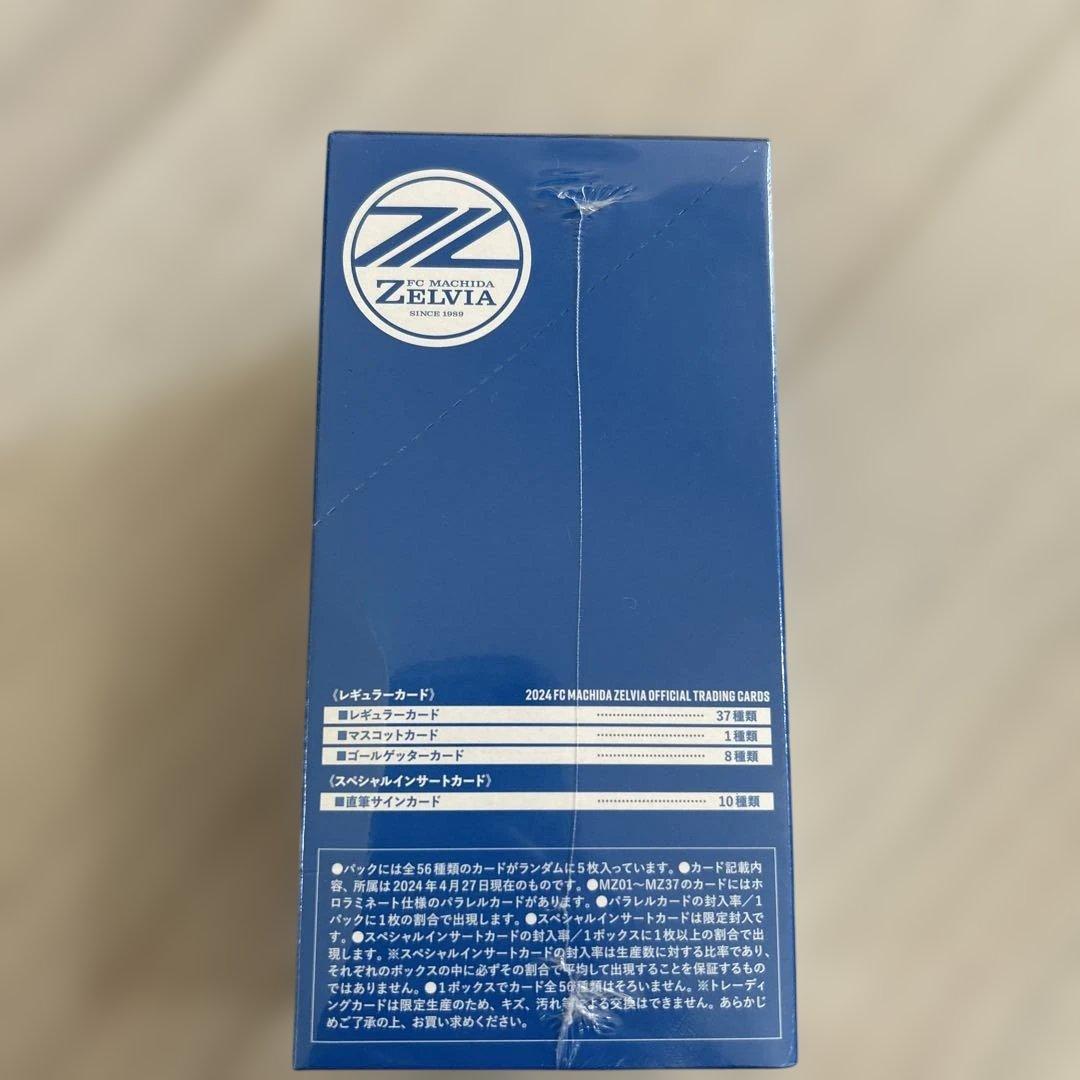 FC MACHIDA
ZELVIA
SINCE 1989
《レギュラーカード》 2024 FC MACHIDA ZELVIA OFFICIAL TRADING CARDS
■レギュラーカード 37種類
■マスコットカード 1種類
■ゴールゲッターカード 8種類
《スペシャルインサートカード》
■直筆サインカード 10種類
●パックには全56種類のカードがランダムに5枚入っています。●カード記載内
容、所属は2024年4月27日現在のものです。●MZ01〜MZ37のカードにはホ
ロラミネート仕様のパラレルカードがあります。●パラレルカードの封入率／1
パックに1枚の割合で出現します。●スペシャルインサートカードは限定封入で
す。●スペシャルインサートカードの封入率／1ボックスに1枚以上の割合で出
現します。※スペシャルインサートカードの封入率は生産数に対する比率であり、
それぞれのボックスの中に必ずその割合で平均して出現することを保証するもの
ではありません。●1ボックスでカード全56種類はそろいません。※トレーディ
ングカードは限定生産のため、キズ、汚れ等による交換はできません。あらかじ
めご了承の上、お買い求めください。